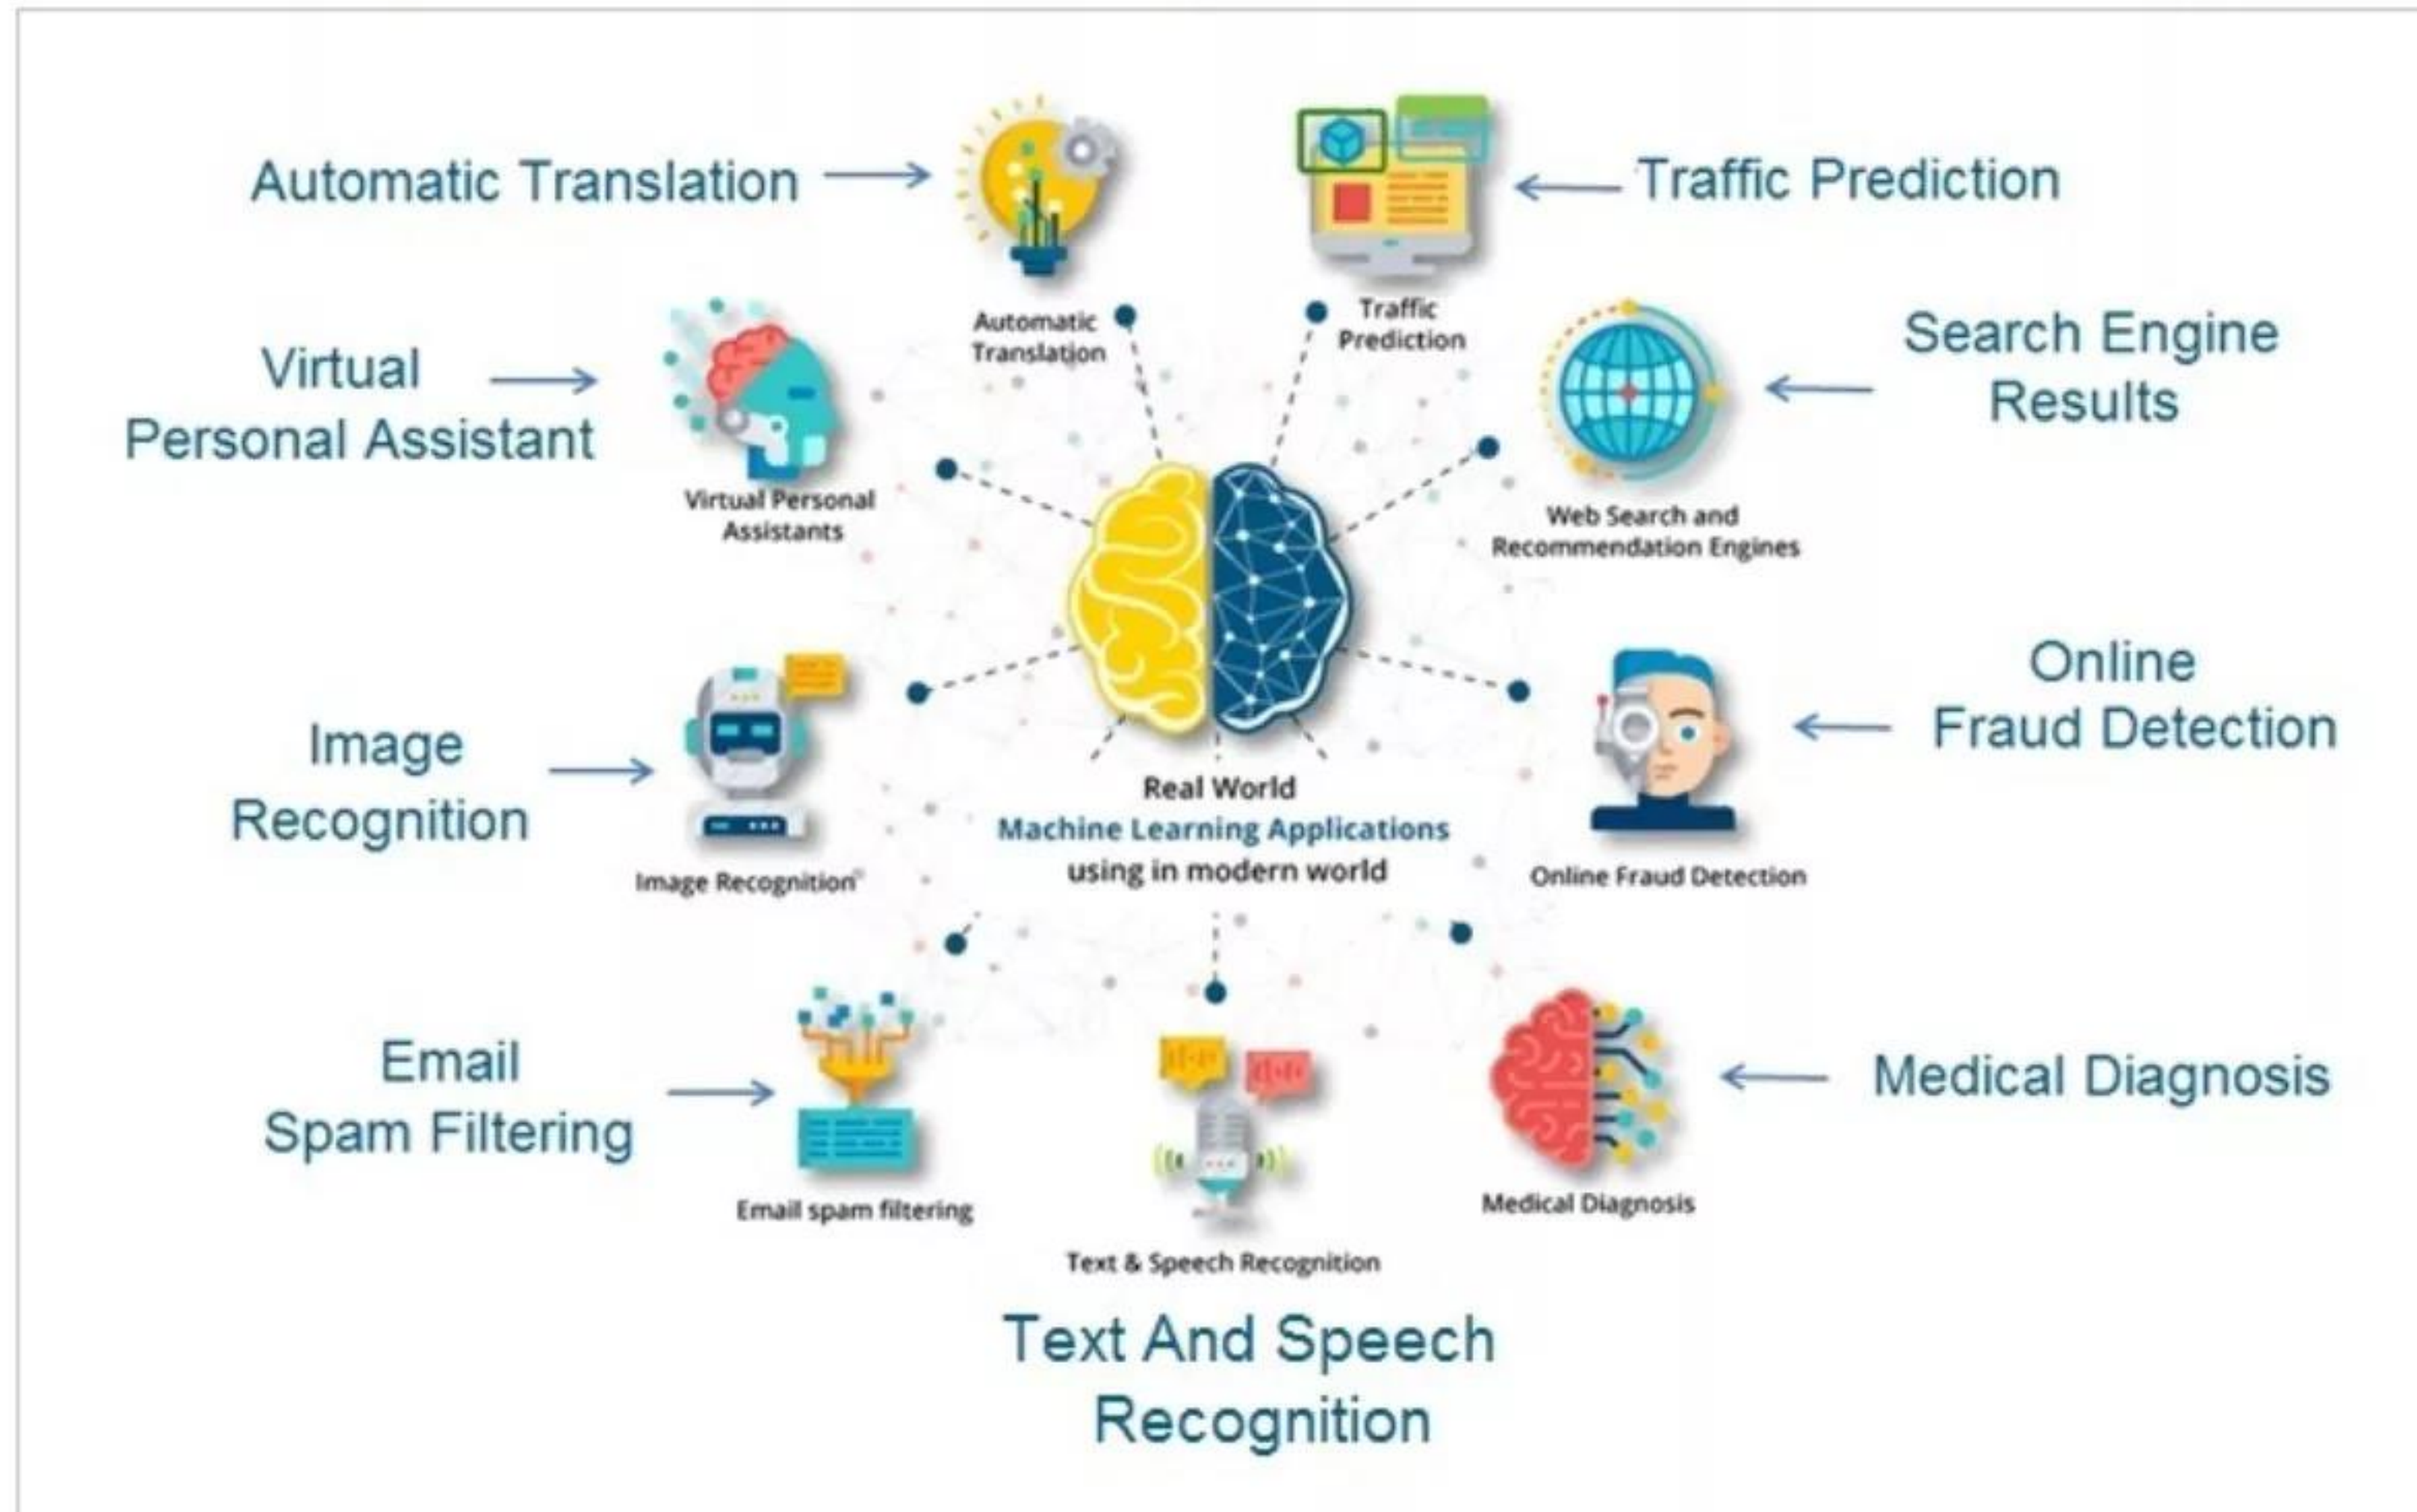 Automatic Translation
Traffic Prediction
Automatic
Translation
Traffic
Prediction
Virtual
Personal Assistant
Virtual Personal
Assistants
Search Engine
Results
Web Search and
Recommendation Engines
Image
Recognition
Image Recognition
Real World
Machine Learning Applications
using in modern world
Online
Fraud Detection
Online Fraud Detection
Email
Spam Filtering
Email spam filtering
Medical Diagnosis
Medical Diagnosis
Text & Speech Recognition
Text And Speech
Recognition